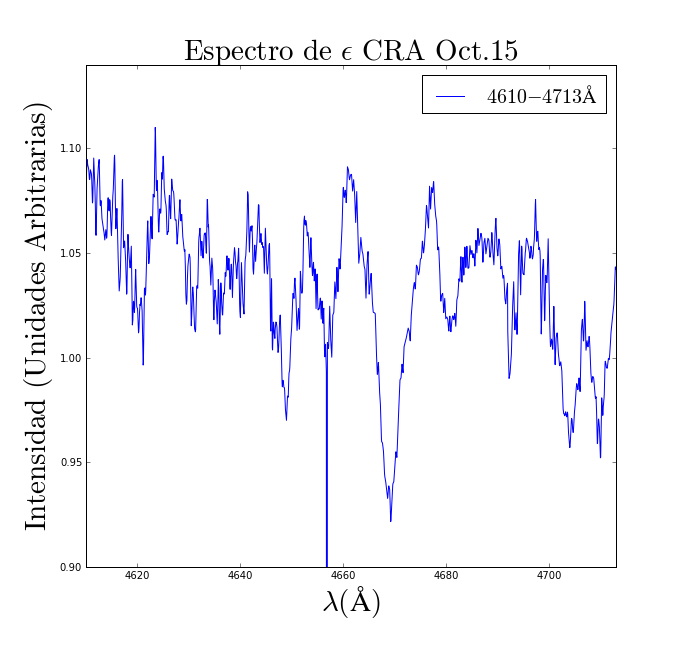 Espectro de ϵ CRA Oct.15
4610−4713Å
Intensidad (Unidades Arbitrarias)
1.10
1.05
1.00
0.95
0.90
4620 4640 4660 4680 4700
λ(Å)